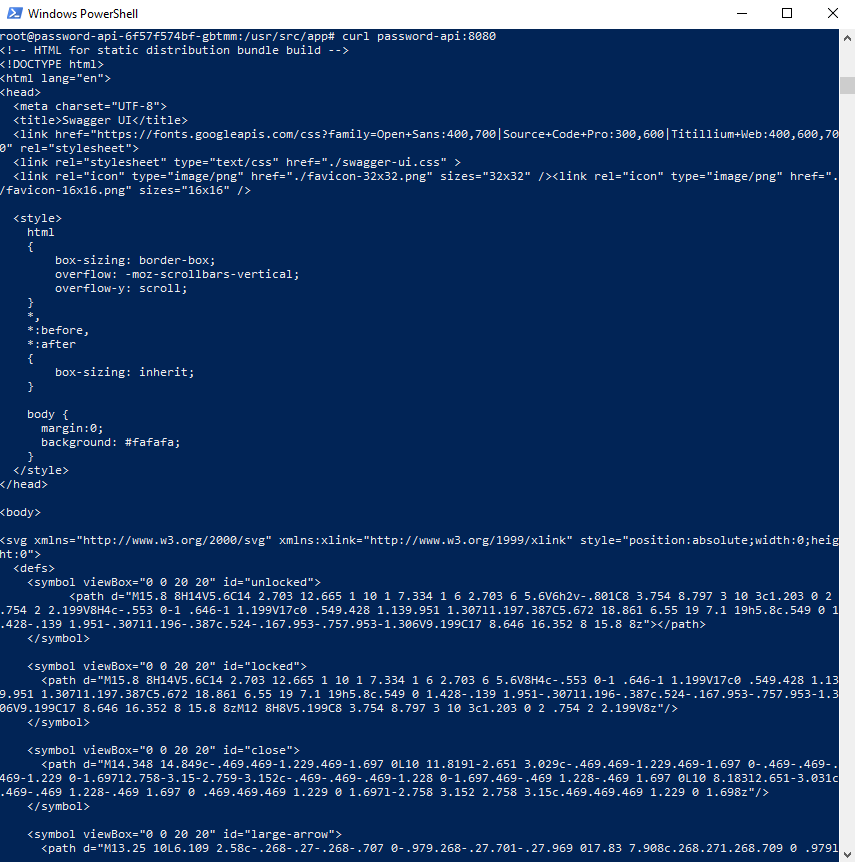 Windows PowerShell
root@password-api-6f57f574bf-gbtmm:/usr/src/app# curl password-api:8080
<!-- HTML for static distribution bundle build -->
<!DOCTYPE html>
<html lang="en">
<head>
  <meta charset="UTF-8">
  <title>Swagger UI</title>
  <link href="https://fonts.googleapis.com/css?family=Open+Sans:400,700|Source+Code+Pro:300,600|Titillium+Web:400,600,70
0" rel="stylesheet">
  <link rel="stylesheet" type="text/css" href="./swagger-ui.css" >
  <link rel="icon" type="image/png" href="./favicon-32x32.png" sizes="32x32" /><link rel="icon" type="image/png" href=".
/favicon-16x16.png" sizes="16x16" />

  <style>
    html
    {
        box-sizing: border-box;
        overflow: -moz-scrollbars-vertical;
        overflow-y: scroll;
    }
    *,
    *:before,
    *:after
    {
        box-sizing: inherit;
    }

    body {
      margin:0;
      background: #fafafa;
    }
  </style>
</head>

<body>

<svg xmlns="http://www.w3.org/2000/svg" xmlns:xlink="http://www.w3.org/1999/xlink" style="position:absolute;width:0;heig
ht:0">
  <defs>
    <symbol viewBox="0 0 20 20" id="unlocked">
          <path d="M15.8 8H14V5.6C14 2.703 12.665 1 10 1 7.334 1 6 2.703 6 5.6V6h2v-.801C8 3.754 8.797 3 10 3c1.203 0 2
.754 2 2.199V8H4c-.553 0-1 .646-1 1.199V17c0 .549.428 1.139.951 1.307l1.197.387C5.672 18.861 6.55 19 7.1 19h5.8c.549 0 1
.428-.139 1.951-.307l1.196-.387c.524-.167.953-.757.953-1.306V9.199C17 8.646 16.352 8 15.8 8z"></path>
    </symbol>

    <symbol viewBox="0 0 20 20" id="locked">
      <path d="M15.8 8H14V5.6C14 2.703 12.665 1 10 1 7.334 1 6 2.703 6 5.6V8H4c-.553 0-1 .646-1 1.199V17c0 .549.428 1.13
9.951 1.307l1.197.387C5.672 18.861 6.55 19 7.1 19h5.8c.549 0 1.428-.139 1.951-.307l1.196-.387c.524-.167.953-.757.953-1.3
06V9.199C17 8.646 16.352 8 15.8 8zM12 8H8V5.199C8 3.754 8.797 3 10 3c1.203 0 2 .754 2 2.199V8z"/>
    </symbol>

    <symbol viewBox="0 0 20 20" id="close">
      <path d="M14.348 14.849c-.469.469-1.229.469-1.697 0L10 11.819l-2.651 3.029c-.469.469-1.229.469-1.697 0-.469-.469-.
469-1.229 0-1.697l2.758-3.15-2.759-3.152c-.469-.469-.469-1.228 0-1.697.469-.469 1.228-.469 1.697 0L10 8.183l2.651-3.031c
.469-.469 1.228-.469 1.697 0 .469.469.469 1.229 0 1.697l-2.758 3.152 2.758 3.15c.469.469.469 1.229 0 1.698z"/>
    </symbol>

    <symbol viewBox="0 0 20 20" id="large-arrow">
      <path d="M13.25 10L6.109 2.58c-.268-.27-.268-.707 0-.979.268-.27.701-.27.969 0l7.83 7.908c.268.271.268.709 0 .979l